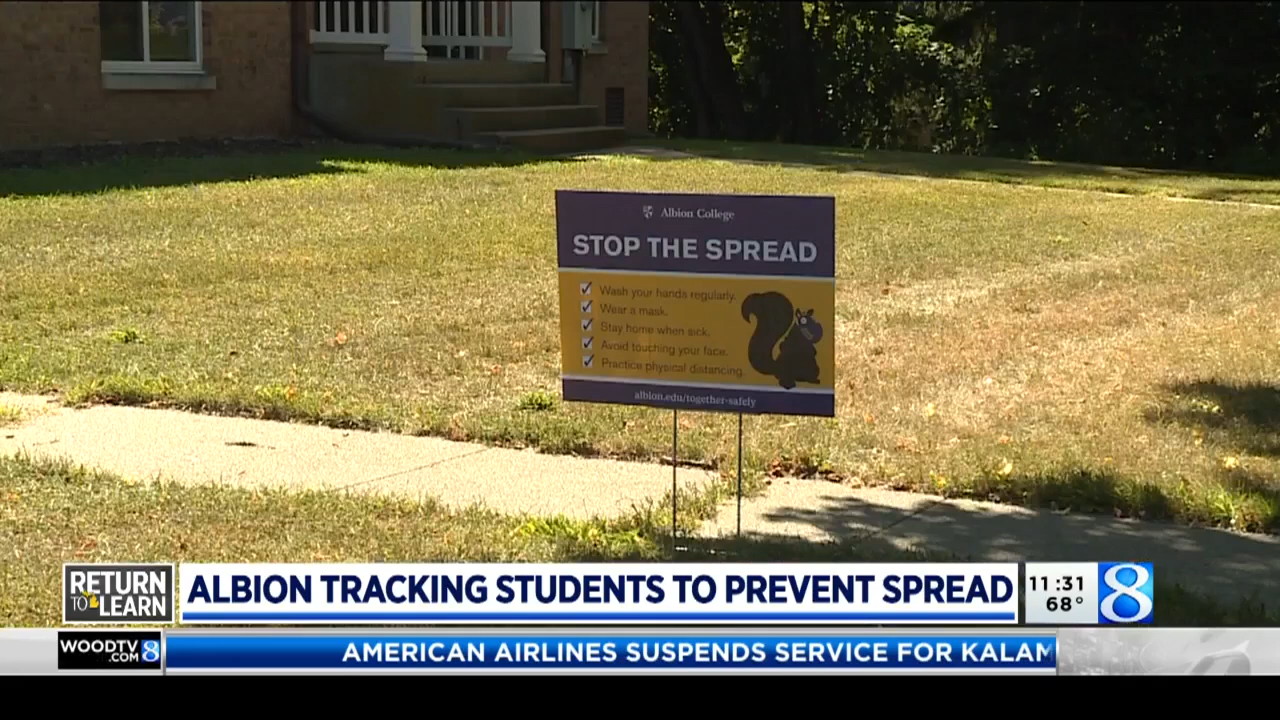 Albion College
STOP THE SPREAD
Wash your hands regularly.
Wear a mask.
Stay home when sick.
Avoid touching your face.
Practice physical distancing.
albion.edu/together-safely
RETURN
TO LEARN
ALBION TRACKING STUDENTS TO PREVENT SPREAD
11:31
68°
8
WOODTV
.COM
8
AMERICAN AIRLINES SUSPENDS SERVICE FOR KALAM